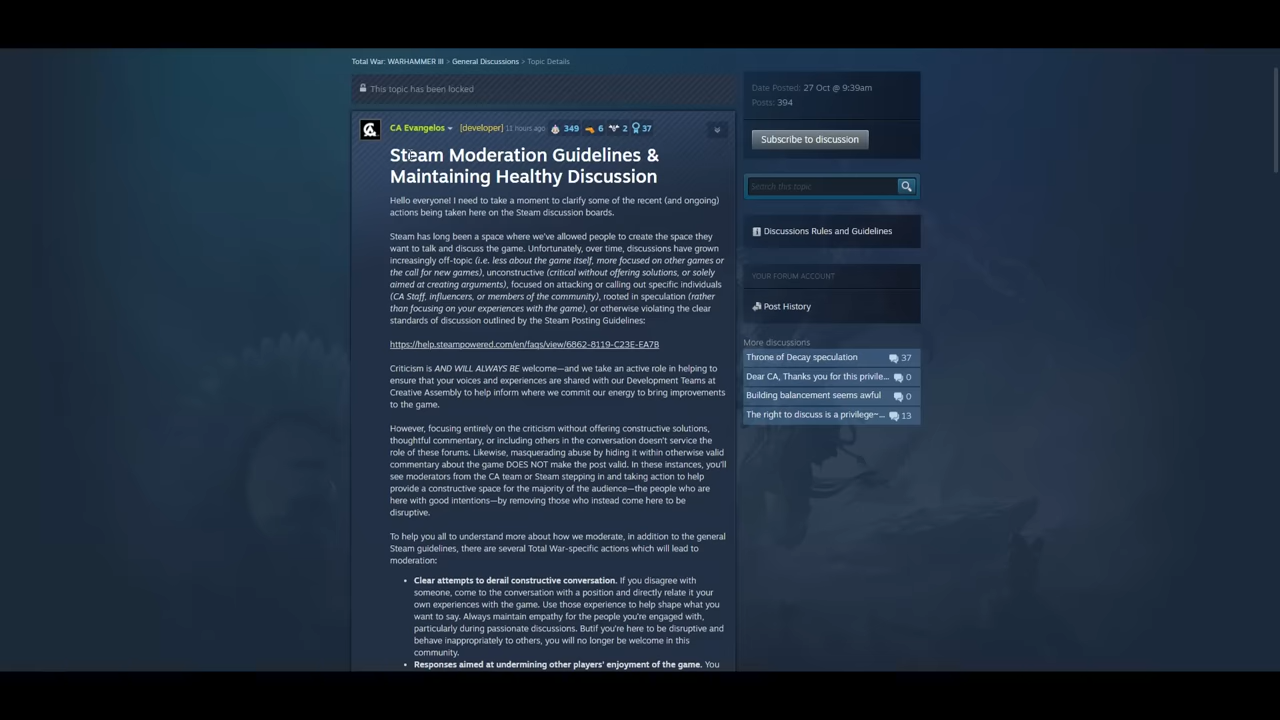 Total War: WARHAMMER III > General Discussions > Topic Details
This topic has been locked
CA Evangelos [developer] 11 hours ago 349 6 2 37
Steam Moderation Guidelines &
Maintaining Healthy Discussion
Hello everyone! I need to take a moment to clarify some of the recent (and ongoing)
actions being taken here on the Steam discussion boards.
Steam has long been a space where we've allowed people to create the space they
want to talk and discuss the game. Unfortunately, over time, discussions have grown
increasingly off-topic (i.e. less about the game itself, more focused on other games or
the call for new games), unconstructive (critical without offering solutions, or solely
aimed at creating arguments), focused on attacking or calling out specific individuals
(CA Staff, influencers, or members of the community), rooted in speculation (rather
than focusing on your experiences with the game), or otherwise violating the clear
standards of discussion outlined by the Steam Posting Guidelines:
https://help.steampowered.com/en/faqs/view/6862-8119-C23E-EA7B
Criticism is AND WILL ALWAYS BE welcome—and we take an active role in helping to
ensure that your voices and experiences are shared with our Development Teams at
Creative Assembly to help inform where we commit our energy to bring improvements
to the game.
However, focusing entirely on the criticism without offering constructive solutions,
thoughtful commentary, or including others in the conversation doesn't service the
role of these forums. Likewise, masquerading abuse by hiding it within otherwise valid
commentary about the game DOES NOT make the post valid. In these instances, you'll
see moderators from the CA team or Steam stepping in and taking action to help
provide a constructive space for the majority of the audience—the people who are
here with good intentions—by removing those who instead come here to be
disruptive.
To help you all to understand more about how we moderate, in addition to the general
Steam guidelines, there are several Total War-specific actions which will lead to
moderation:
• Clear attempts to derail constructive conversation. If you disagree with
someone, come to the conversation with a position and directly relate it your
own experiences with the game. Use those experience to help shape what you
want to say. Always maintain empathy for the people you're engaged with,
particularly during passionate discussions. Butif you're here to be disruptive and
behave inappropriately to others, you will no longer be welcome in this
community.
• Responses aimed at undermining other players' enjoyment of the game. You
Date Posted: 27 Oct @ 9:39am
Posts: 394
Subscribe to discussion
Search this topic
Discussions Rules and Guidelines
YOUR FORUM ACCOUNT
Post History
More discussions
Throne of Decay speculation 37
Dear CA, Thanks you for this privile... 0
Building balancement seems awful 0
The right to discuss is a privilege~... 13